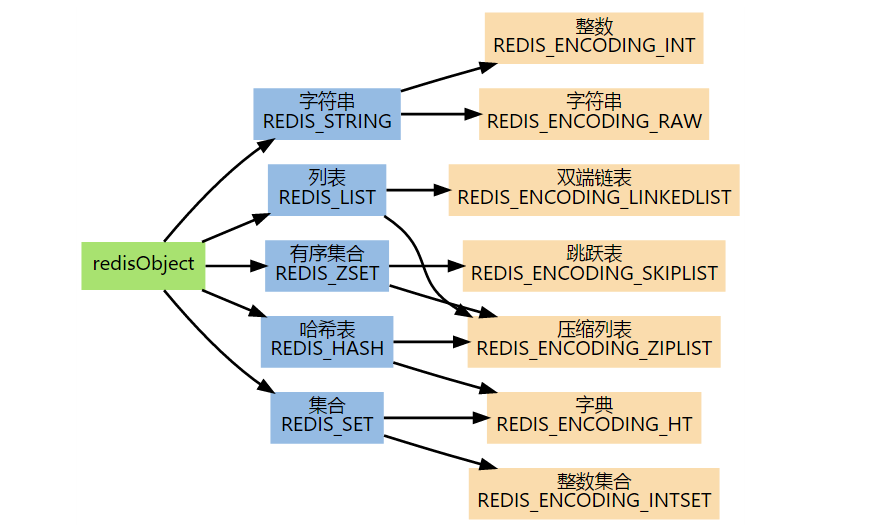 redisObject
字符串
REDIS_STRING
列表
REDIS_LIST
有序集合
REDIS_ZSET
哈希表
REDIS_HASH
集合
REDIS_SET
整数
REDIS_ENCODING_INT
字符串
REDIS_ENCODING_RAW
双端链表
REDIS_ENCODING_LINKEDLIST
跳跃表
REDIS_ENCODING_SKIPLIST
压缩列表
REDIS_ENCODING_ZIPLIST
字典
REDIS_ENCODING_HT
整数集合
REDIS_ENCODING_INTSET